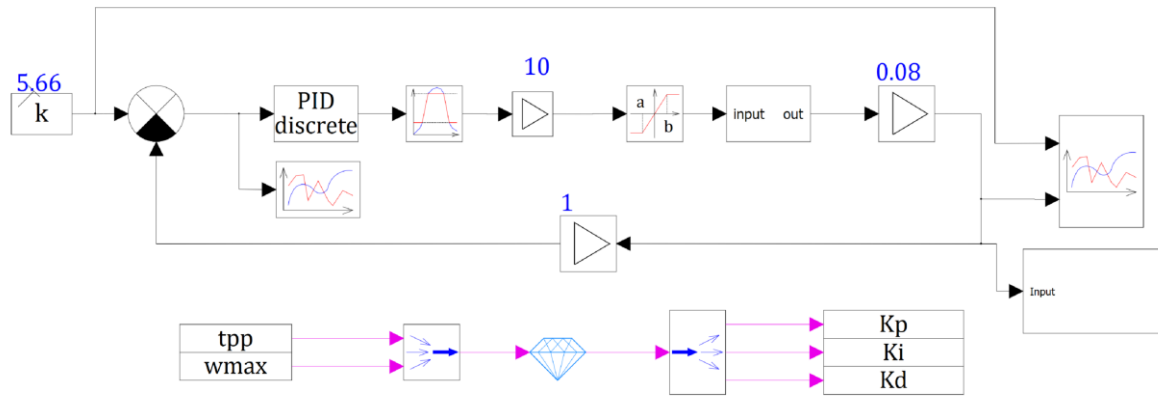 5.66
k
PID
discrete
10
a
b
input out
0.08
1
Input
tpp
wmax
Kp
Ki
Kd